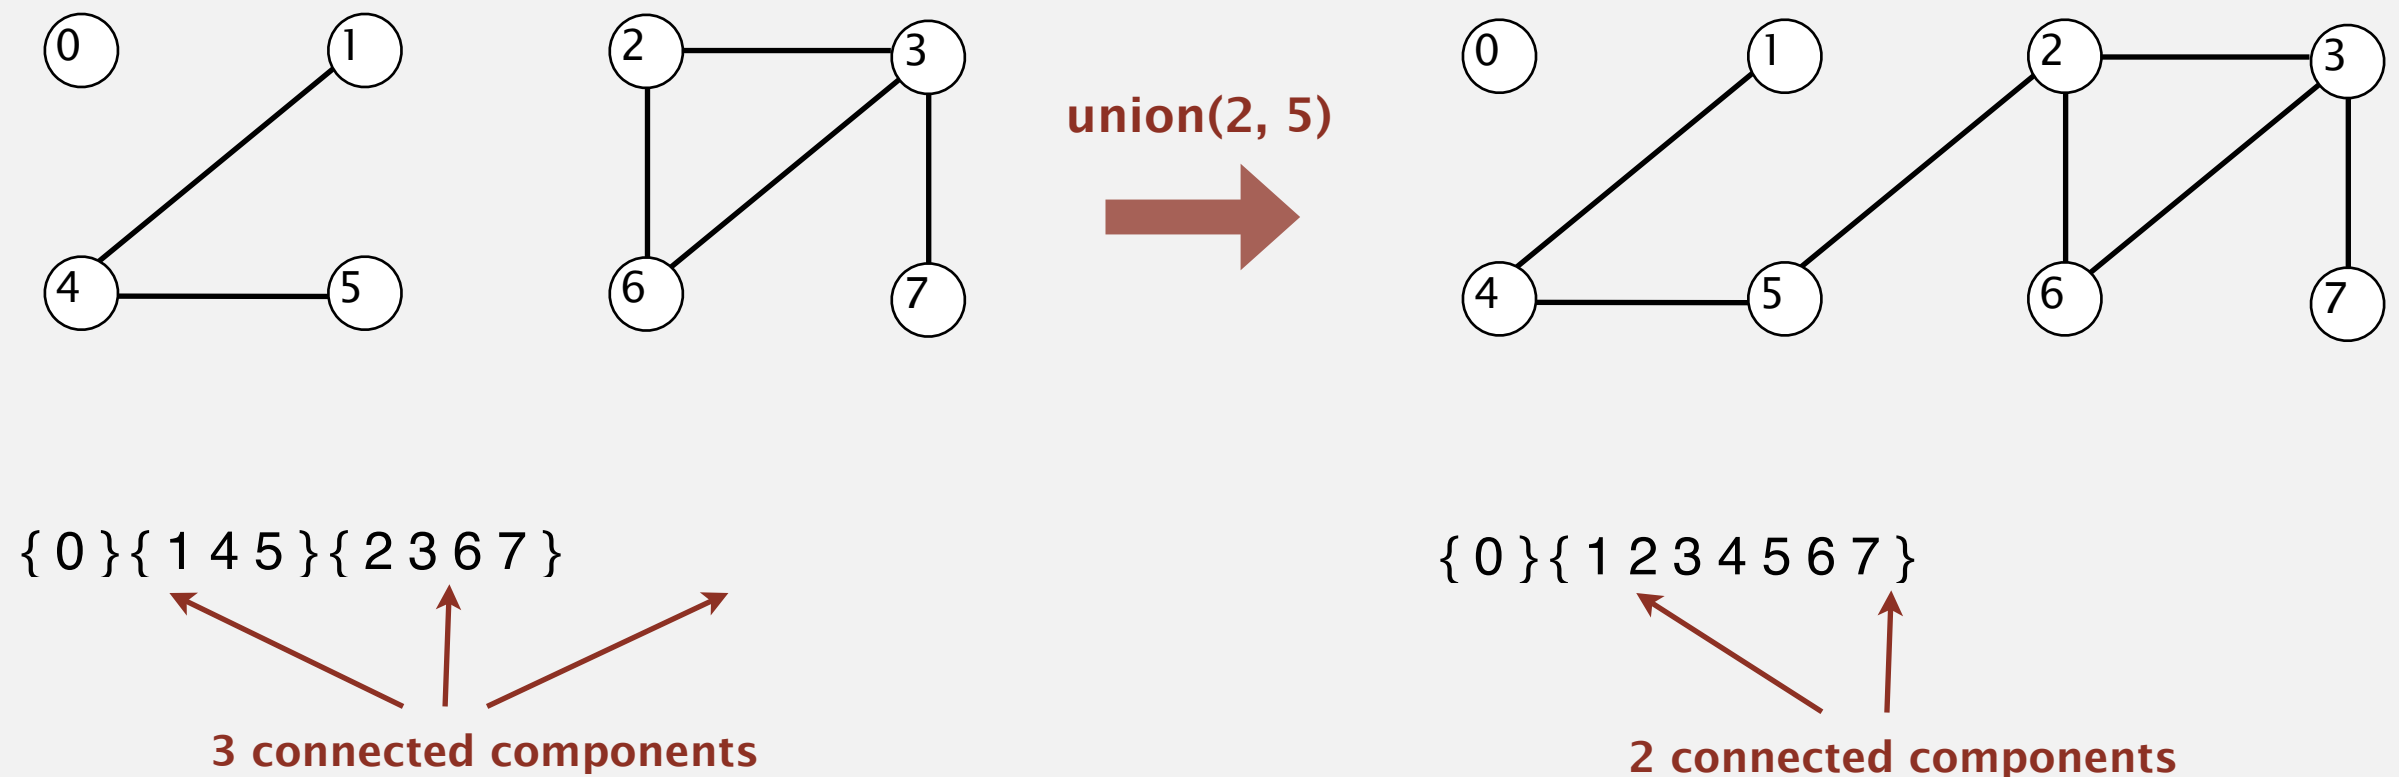 0 1 2 3
4 5 6 7
union(2, 5)
0 1 2 3
4 5 6 7
{ 0 } { 1 4 5 } { 2 3 6 7 }
3 connected components
{ 0 } { 1 2 3 4 5 6 7 }
2 connected components